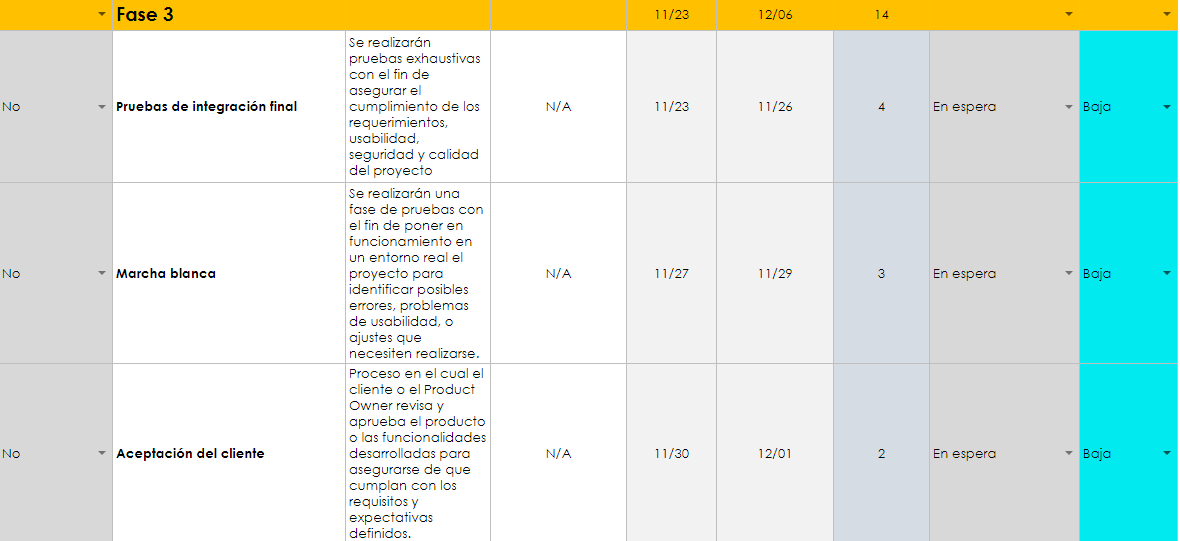 Fase 3 11/23 12/06 14
No Pruebas de integración final
Se realizarán
pruebas exhaustivas
con el fin de
asegurar el
cumplimiento de los
requerimientos,
usabilidad,
seguridad y calidad
del proyecto
N/A 11/23 11/26 4 En espera Baja
No Marcha blanca
Se realizarán una
fase de pruebas con
el fin de poner en
funcionamiento en
un entorno real el
proyecto para
identificar posibles
errores, problemas
de usabilidad, o
ajustes que
necesiten realizarse.
N/A 11/27 11/29 3 En espera Baja
No Aceptación del cliente
Proceso en el cual el
cliente o el Product
Owner revisa y
aprueba el producto
o las funcionalidades
desarrolladas para
asegurarse de que
cumplan con los
requisitos y
expectativas
definidos.
N/A 11/30 12/01 2 En espera Baja